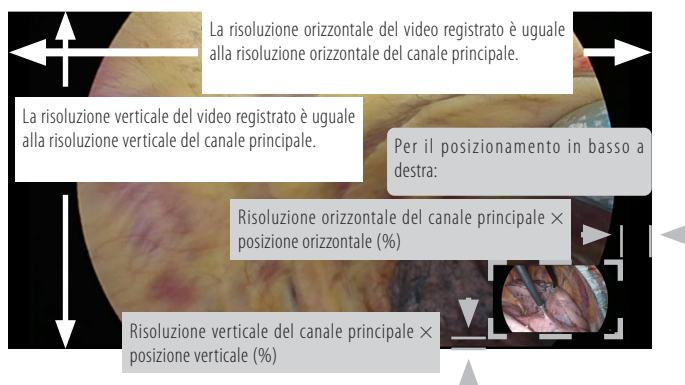 La risoluzione orizzontale del video registrato è uguale
alla risoluzione orizzontale del canale principale.
La risoluzione verticale del video registrato è uguale
alla risoluzione verticale del canale principale.
Per il posizionamento in basso a
destra:
Risoluzione orizzontale del canale principale ×
posizione orizzontale (%)
Risoluzione verticale del canale principale ×
posizione verticale (%)